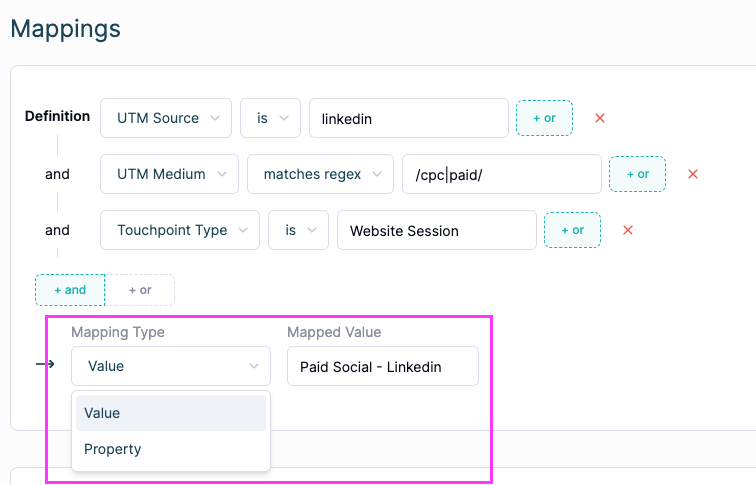 Mappings
Definition UTM Source is linkedin + or
and UTM Medium matches regex /cpc|paid/ + or
and Touchpoint Type is Website Session + or
+ and + or
Mapping Type Mapped Value
Value Paid Social - Linkedin
Value
Property